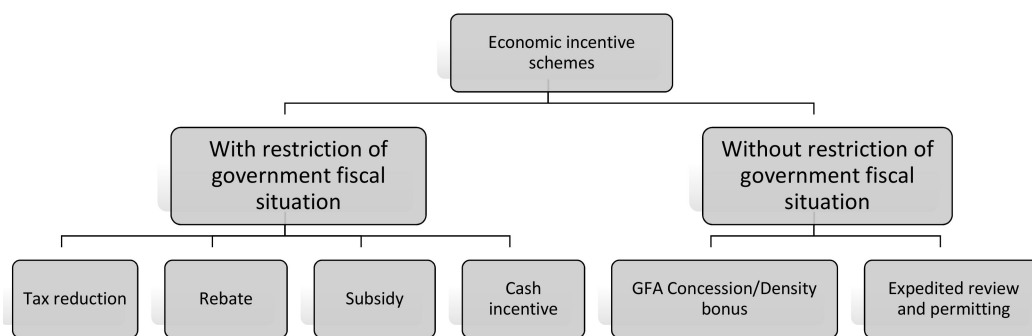 Economic incentive
schemes
With restriction of
government fiscal
situation
Without restriction of
government fiscal
situation
Tax reduction
Rebate
Subsidy
Cash
incentive
GFA Concession/Density
bonus
Expedited review
and permitting